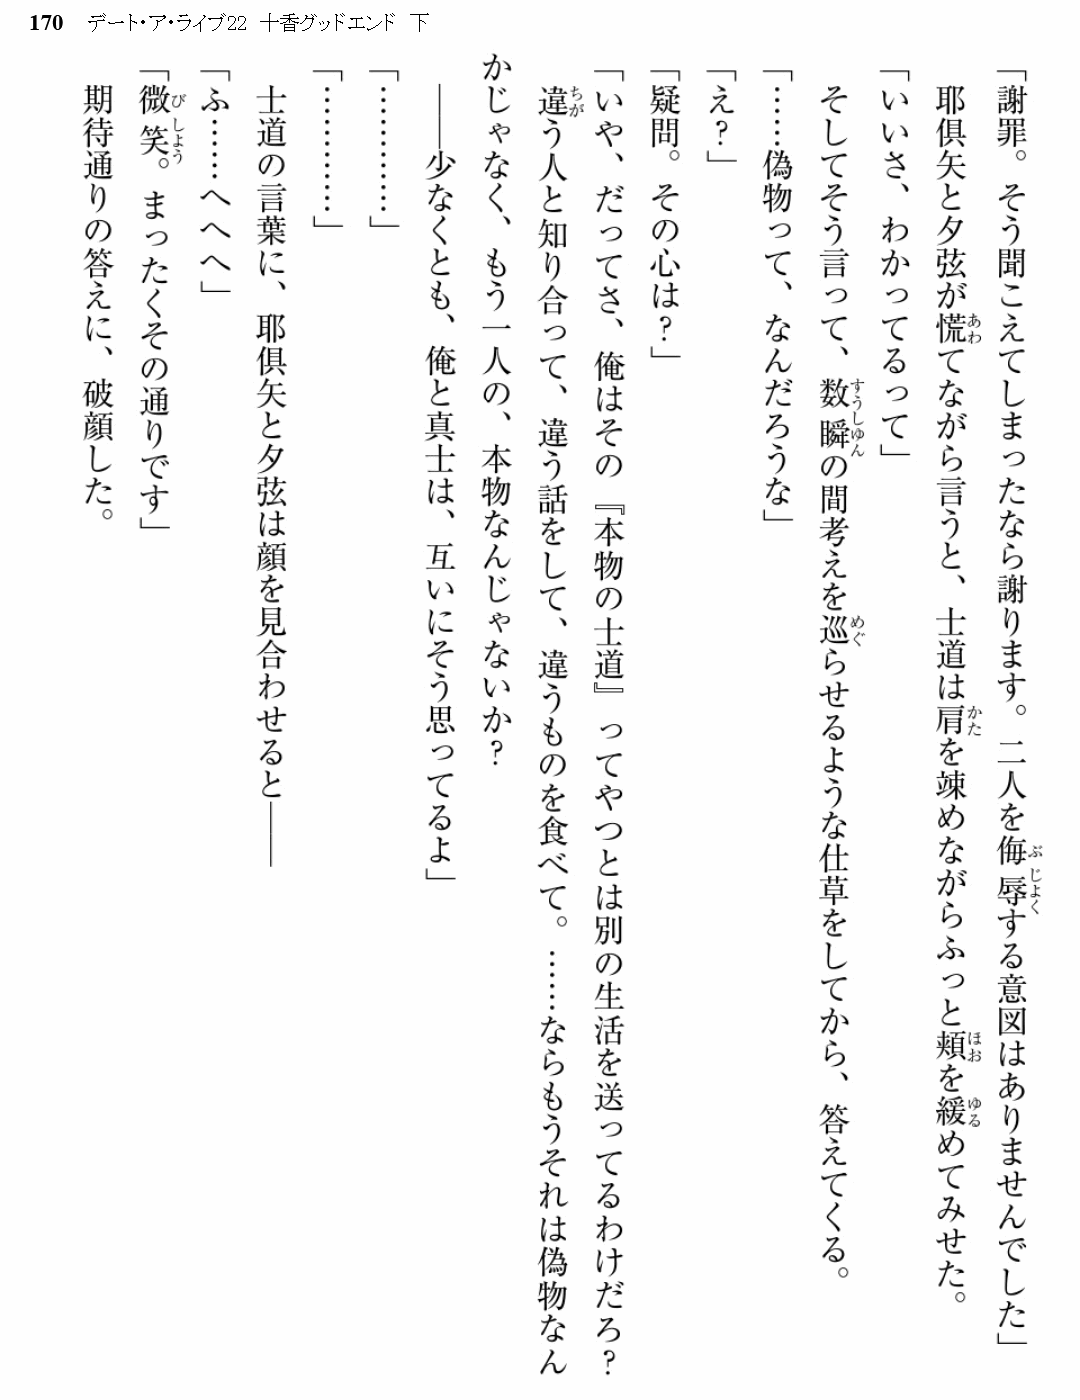 170 デート・ア・ライブ22 十香グッドエンド 下
「謝罪。そう聞こえてしまったなら謝ります。二人を侮辱する意図はありませんでした」
耶倶矢と夕弦が慌てながら言うと、士道は肩を竦めながらふっと頬を緩めてみせた。
「いいさ、わかってるって」
そしてそう言って、数瞬の間考えを巡らせるような仕草をしてから、答えてくる。
「……偽物って、なんだろうな」
「え?」
「疑問。その心は?」
「いや、だってさ、俺はその『本物の士道』ってやつとは別の生活を送ってるわけだろ?
違う人と知り合って、違う話をして、違うものを食べて。……ならもうそれは偽物なん
かじゃなく、もう一人の、本物なんじゃないか?
――少なくとも、俺と真士は、互いにそう思ってるよ」
「…………」
「…………」
士道の言葉に、耶倶矢と夕弦は顔を見合わせると――
「ふ……へへへ」
「微笑。まったくその通りです」
期待通りの答えに、破顔した。